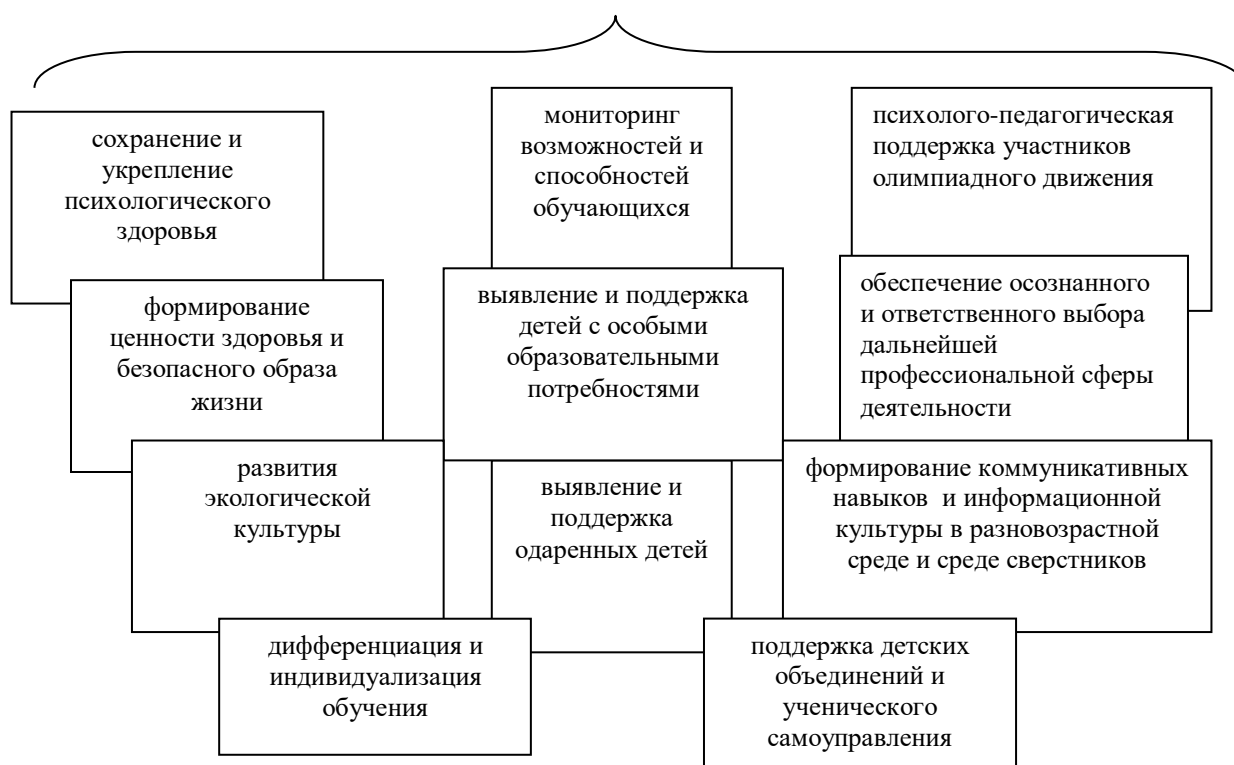 сохранение и
укрепление
психологического
здоровья
мониторинг
возможностей и
способностей
обучающихся
психолого-педагогическая
поддержка участников
олимпиадного движения
формирование
ценности здоровья и
безопасного образа
жизни
выявление и поддержка
детей с особыми
образовательными
потребностями
обеспечение осознанного
и ответственного выбора
дальнейшей
профессиональной сферы
деятельности
развития
экологической
культуры
выявление и
поддержка
одаренных детей
формирование коммуникативных
навыков и информационной
культуры в разновозрастной
среде и среде сверстников
дифференциация и
индивидуализация
обучения
поддержка детских
объединений и
ученического
самоуправления